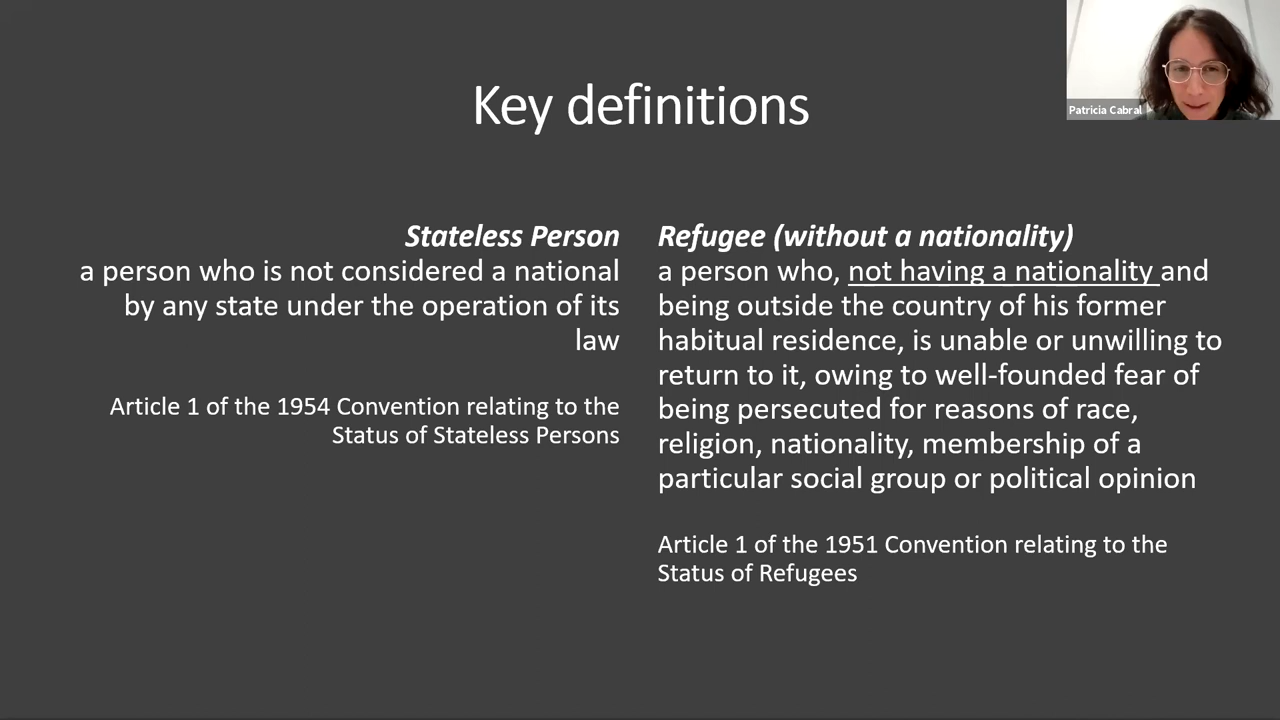 Key definitions
Patricia Cabral
Stateless Person
a person who is not considered a national
by any state under the operation of its
law
Article 1 of the 1954 Convention relating to the
Status of Stateless Persons
Refugee (without a nationality)
a person who, not having a nationality and
being outside the country of his former
habitual residence, is unable or unwilling to
return to it, owing to well-founded fear of
being persecuted for reasons of race,
religion, nationality, membership of a
particular social group or political opinion
Article 1 of the 1951 Convention relating to the
Status of Refugees